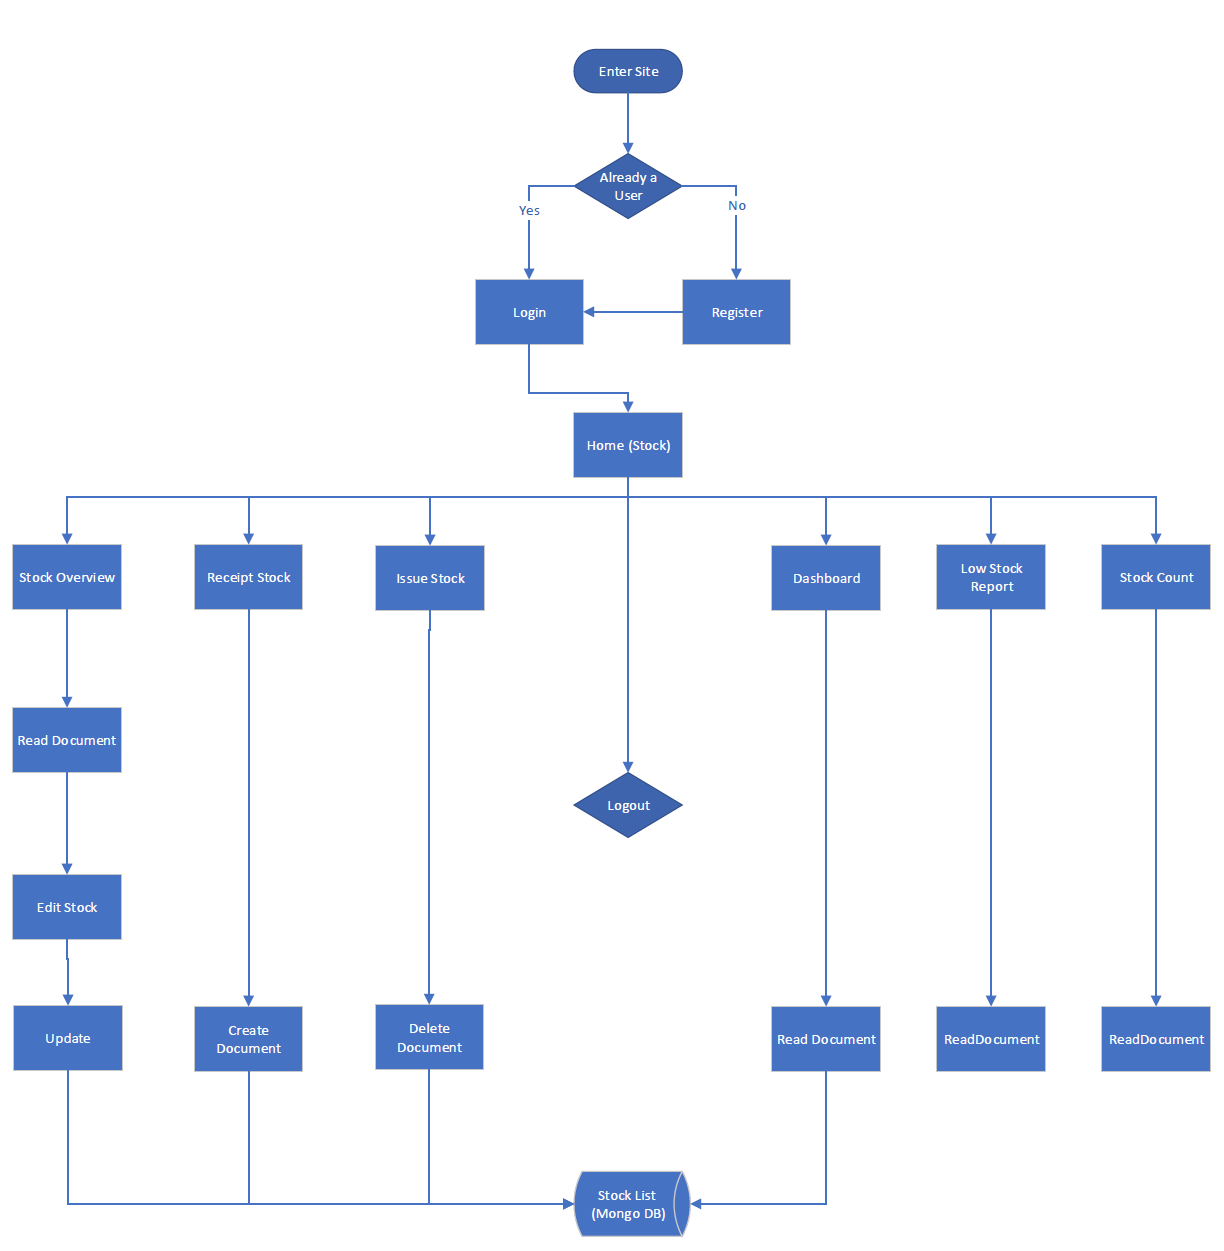 Enter Site
Already a
User
Yes
No
Login
Register
Home (Stock)
Stock Overview
Receipt Stock
Issue Stock
Dashboard
Low Stock
Report
Stock Count
Read Document
Logout
Edit Stock
Update
Create
Document
Delete
Document
Read Document
ReadDocument
ReadDocument
Stock List
(Mongo DB)